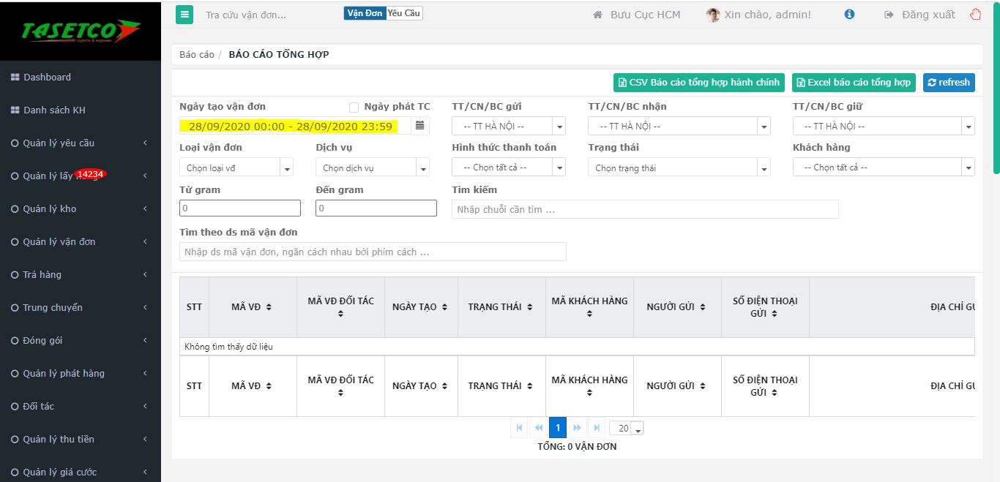 TASETCO
Tra cứu vận đơn...
Vận Đơn Yêu Cầu
Bưu Cục HCM
Xin chào, admin!
Đăng xuất
Dashboard
Danh sách KH
Quản lý yêu cầu
Quản lý lấy
14234
Quản lý kho
Quản lý vận đơn
Trả hàng
Trung chuyển
Đóng gói
Quản lý phát hàng
Đối tác
Quản lý thu tiền
Quản lý giá cước
Báo cáo / BÁO CÁO TỔNG HỢP
CSV Báo cáo tổng hợp hành chính
Excel báo cáo tổng hợp
refresh
Ngày tạo vận đơn
Ngày phát TC
TT/CN/BC gửi
TT/CN/BC nhận
TT/CN/BC giữ
28/09/2020 00:00 - 28/09/2020 23:59
-- TT HÀ NỘI --
-- TT HÀ NỘI --
-- TT HÀ NỘI --
Loại vận đơn
Dịch vụ
Hình thức thanh toán
Trạng thái
Khách hàng
Chọn loại vđ
Chọn dịch vụ
-- Chọn tất cả --
Chọn trạng thái
-- Chọn tất cả --
Từ gram
Đến gram
Tìm kiếm
0
0
Nhập chuỗi cần tìm ...
Tìm theo ds mã vận đơn
Nhập ds mã vận đơn, ngăn cách nhau bởi phím cách ...
STT
MÃ VĐ
MÃ VĐ ĐỐI TÁC
NGÀY TẠO
TRẠNG THÁI
MÃ KHÁCH HÀNG
NGƯỜI GỬI
SỐ ĐIỆN THOẠI
GỬI
ĐỊA CHỈ GỬ
Không tìm thấy dữ liệu
STT
MÃ VĐ
MÃ VĐ ĐỐI TÁC
NGÀY TẠO
TRẠNG THÁI
MÃ KHÁCH HÀNG
NGƯỜI GỬI
SỐ ĐIỆN THOẠI
GỬI
ĐỊA CHỈ GỬ
1
20
TỔNG: 0 VẬN ĐƠN